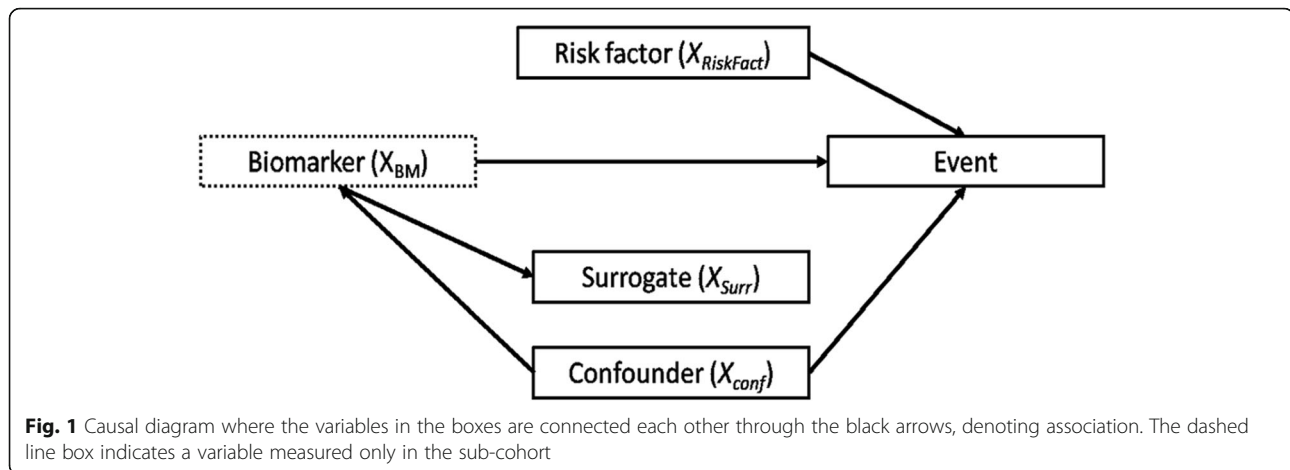 Risk factor (X_RiskFact)
Biomarker (X_BM)
Event
Surrogate (X_Surr)
Confounder (X_conf)
Fig. 1 Causal diagram where the variables in the boxes are connected each other through the black arrows, denoting association. The dashed
line box indicates a variable measured only in the sub-cohort